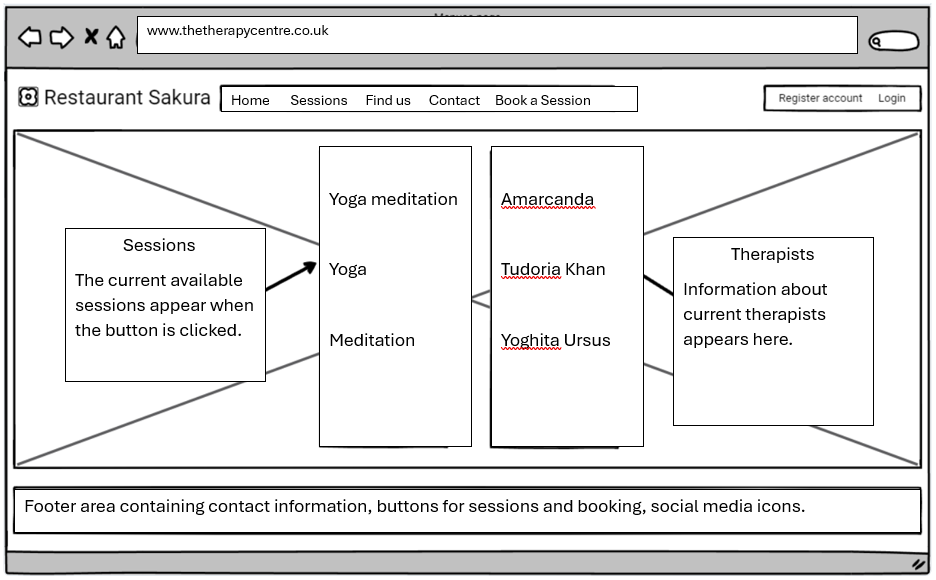 www.thetherapycentre.co.uk
Restaurant Sakura
Home Sessions Find us Contact Book a Session
Register account Login
Sessions
The current available
sessions appear when
the button is clicked.
Yoga meditation
Yoga
Meditation
Amarcanda
Tudoria Khan
Yoghita Ursus
Therapists
Information about
current therapists
appears here.
Footer area containing contact information, buttons for sessions and booking, social media icons.